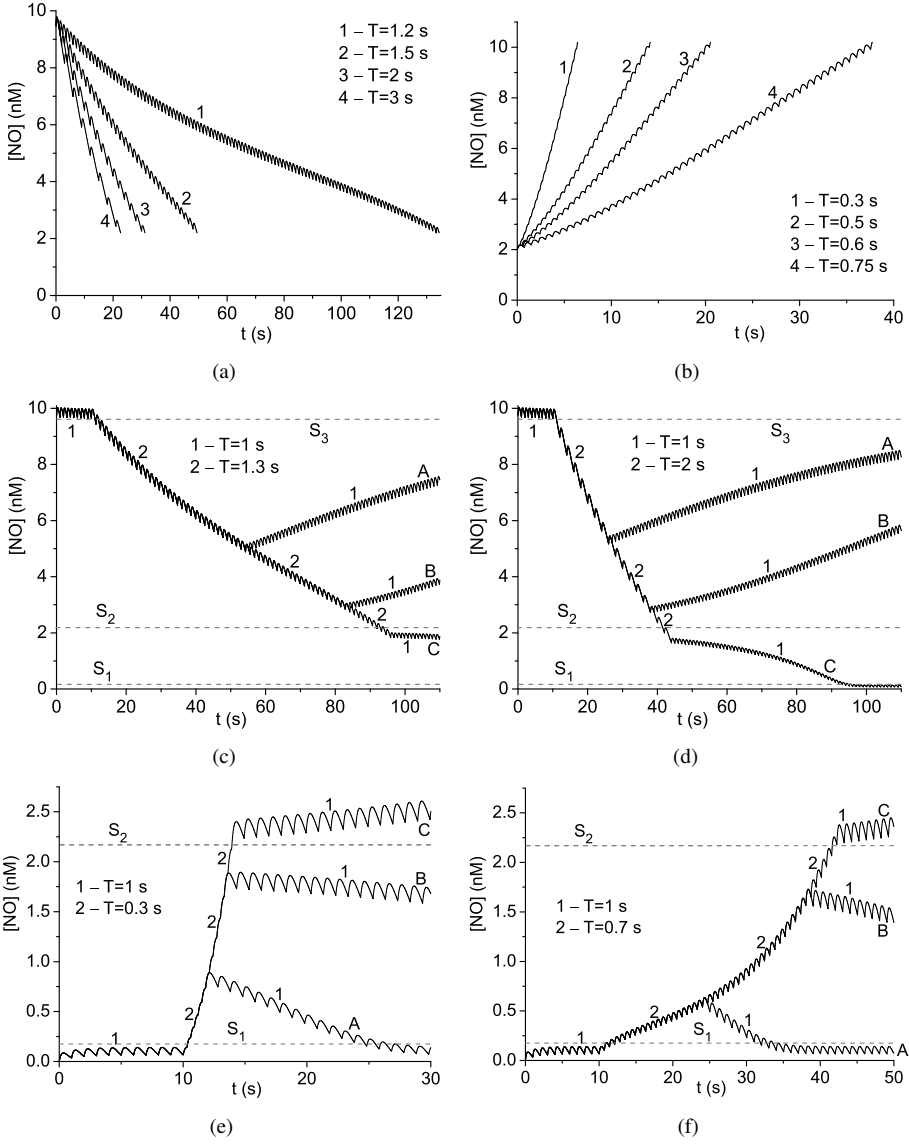 10
8
6
4
2
0
[NO] (nM)
0 20 40 60 80 100 120
t (s)
1 – T=1.2 s
2 – T=1.5 s
3 – T=2 s
4 – T=3 s
1
2
3
4
(a)
10
8
6
4
2
0
[NO] (nM)
0 10 20 30 40
t (s)
1
2
3
4
1 – T=0.3 s
2 – T=0.5 s
3 – T=0.6 s
4 – T=0.75 s
(b)
10
8
6
4
2
0
[NO] (nM)
0 20 40 60 80 100
t (s)
1
2
1 – T=1 s
2 – T=1.3 s
S3
A
1
2
1
B
2
S2
1
C
S1
(c)
10
8
6
4
2
0
[NO] (nM)
0 20 40 60 80 100
t (s)
1
2
1 – T=1 s
2 – T=2 s
S3
A
1
B
2
1
S2
2
1
C
S1
(d)
2.5
2.0
1.5
1.0
0.5
0.0
[NO] (nM)
0 10 20 30
t (s)
S2
1
C
2
1 – T=1 s
2 – T=0.3 s
1
B
2
2
1
A
S1
1
(e)
2.5
2.0
1.5
1.0
0.5
0.0
[NO] (nM)
0 10 20 30 40 50
t (s)
S2
1
C
2
1 – T=1 s
2 – T=0.7 s
1
B
2
2
S1
1
1
A
(f)